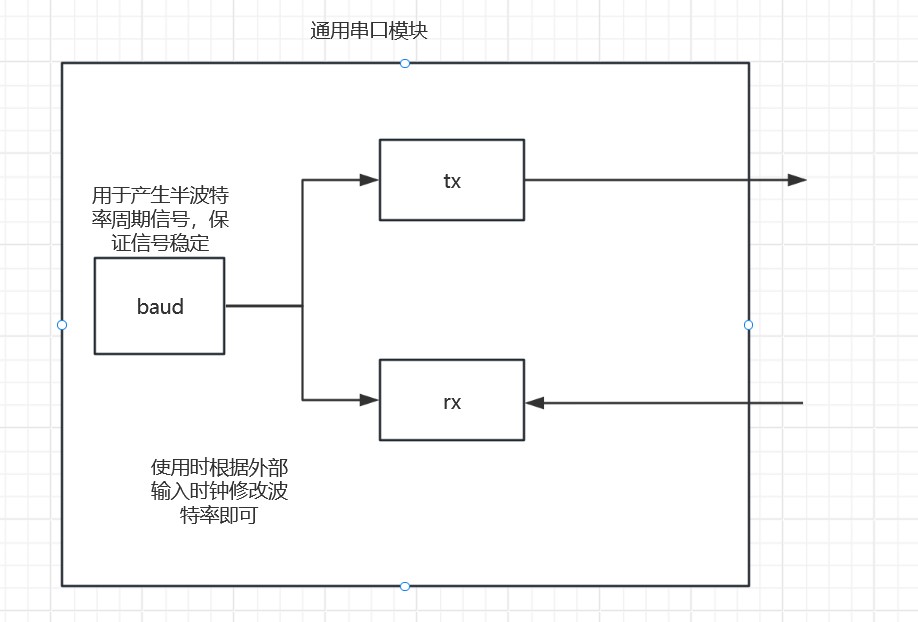 通用串口模块
tx
用于产生半波特
率周期信号，保
证信号稳定
baud
rx
使用时根据外部
输入时钟修改波
特率即可